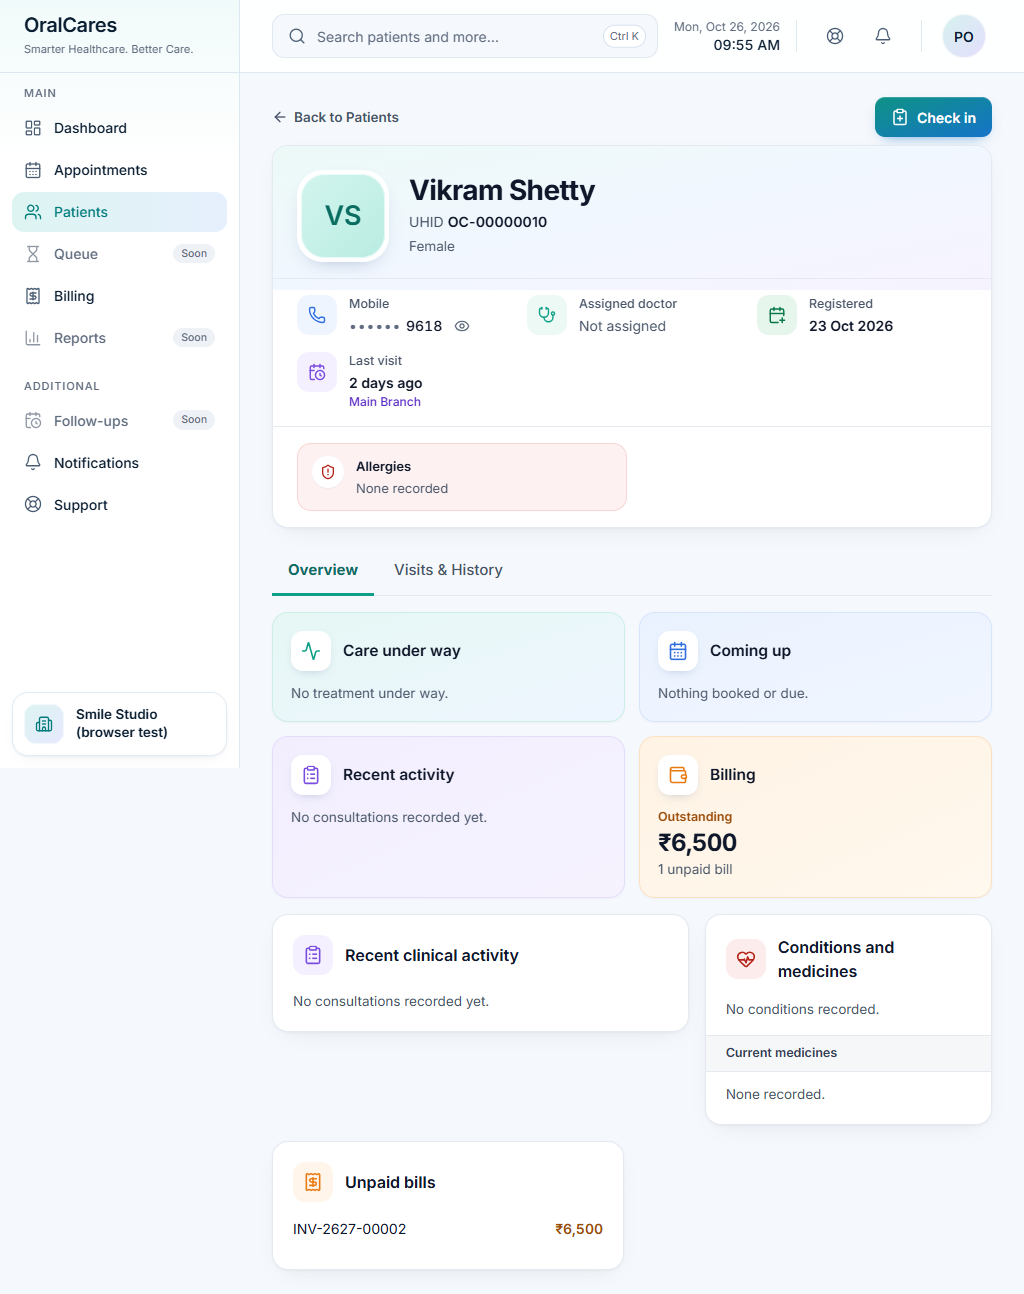 OralCares
Smarter Healthcare. Better Care.
Search patients and more...
Ctrl K
Mon, Oct 26, 2026
09:55 AM
PO
MAIN
Dashboard
Appointments
Patients
Queue
Soon
Billing
Reports
Soon
ADDITIONAL
Follow-ups
Soon
Notifications
Support
Smile Studio
(browser test)
Back to Patients
Check in
VS
Vikram Shetty
UHID OC-00000010
Female
Mobile
•••••• 9618
Assigned doctor
Not assigned
Registered
23 Oct 2026
Last visit
2 days ago
Main Branch
Allergies
None recorded
Overview
Visits & History
Care under way
No treatment under way.
Coming up
Nothing booked or due.
Recent activity
No consultations recorded yet.
Billing
Outstanding
₹6,500
1 unpaid bill
Recent clinical activity
No consultations recorded yet.
Conditions and
medicines
No conditions recorded.
Current medicines
None recorded.
Unpaid bills
INV-2627-00002
₹6,500